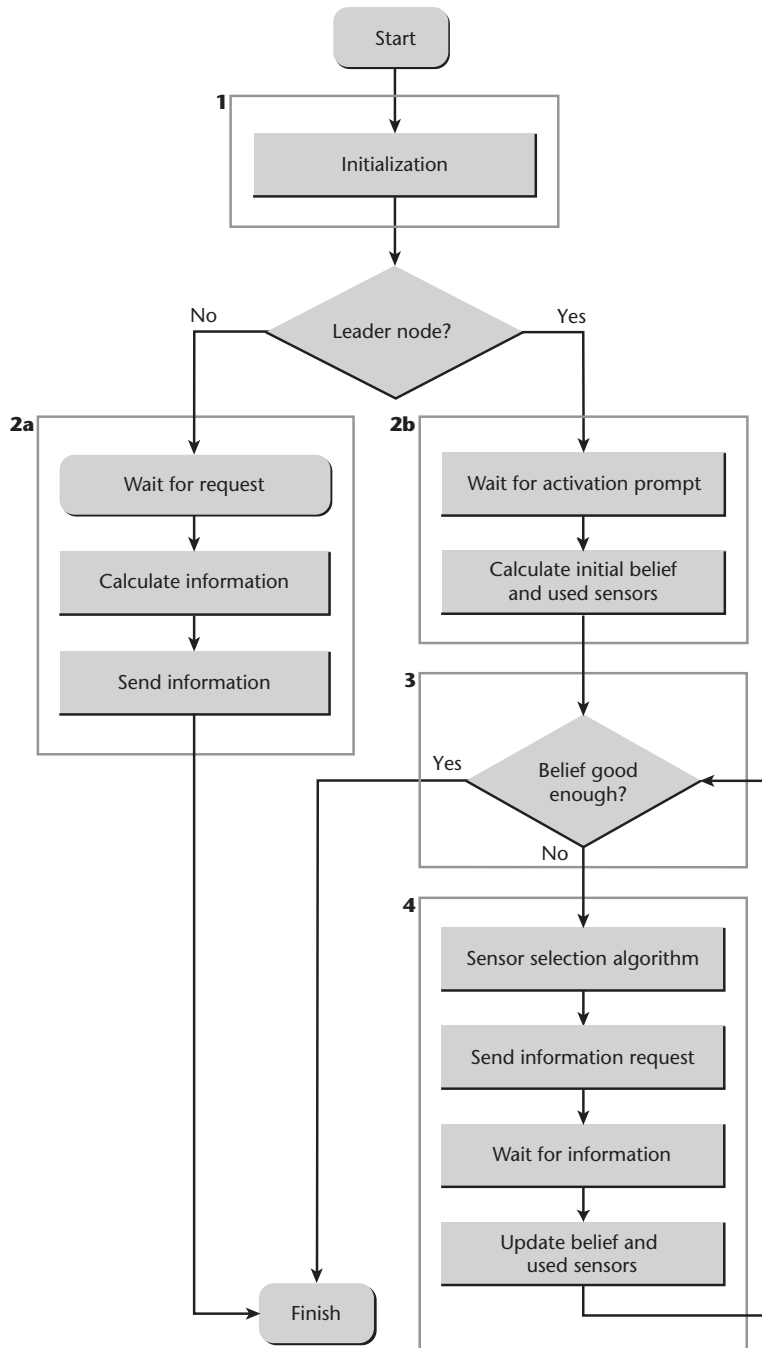 Start
1
Initialization
Leader node?
No
Yes
2a
Wait for request
Calculate information
Send information
2b
Wait for activation prompt
Calculate initial belief
and used sensors
3
Belief good
enough?
Yes
No
4
Sensor selection algorithm
Send information request
Wait for information
Update belief and
used sensors
Finish